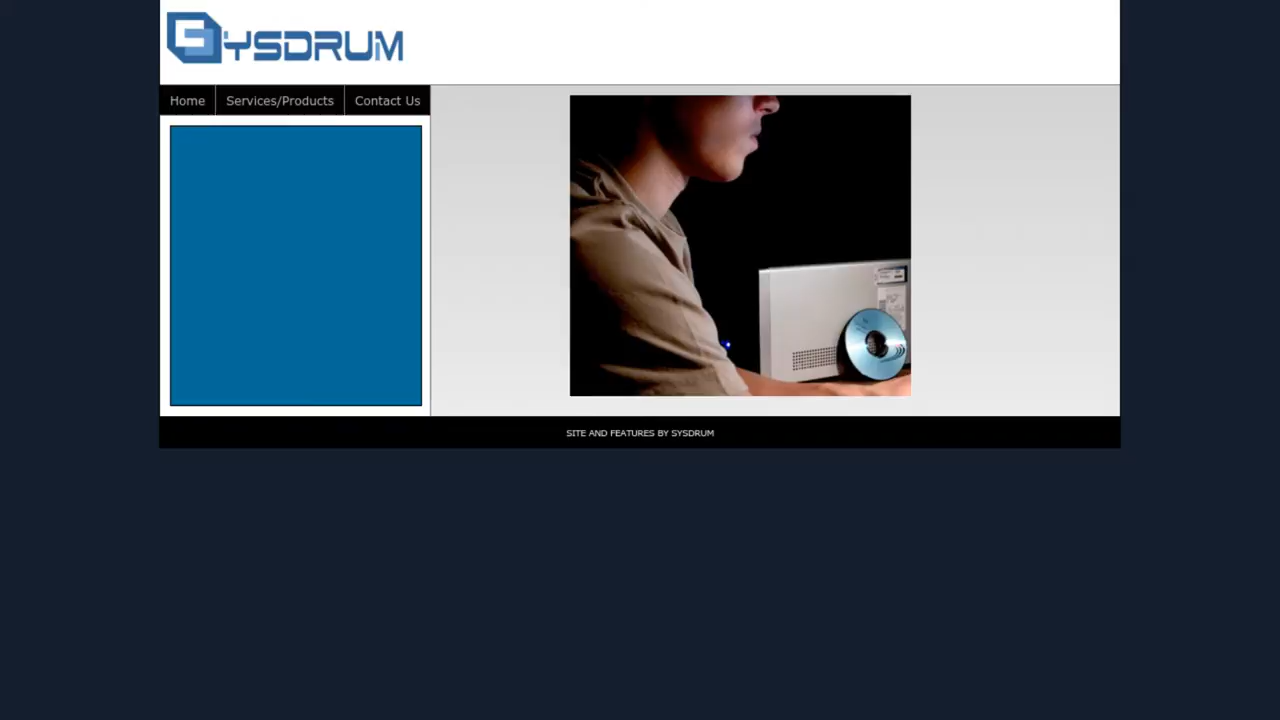 SYSDRUM
Home
Services/Products
Contact Us
SITE AND FEATURES BY SYSDRUM